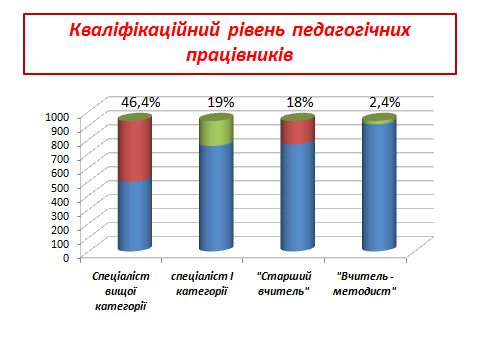 Кваліфікаційний рівень педагогічних
працівників
46,4% 19% 18% 2,4%
1000
900
800
700
600
500
400
300
200
100
0
Спеціаліст вищої категорії
спеціаліст І категорії
"Старший вчитель"
"Вчитель - методист"